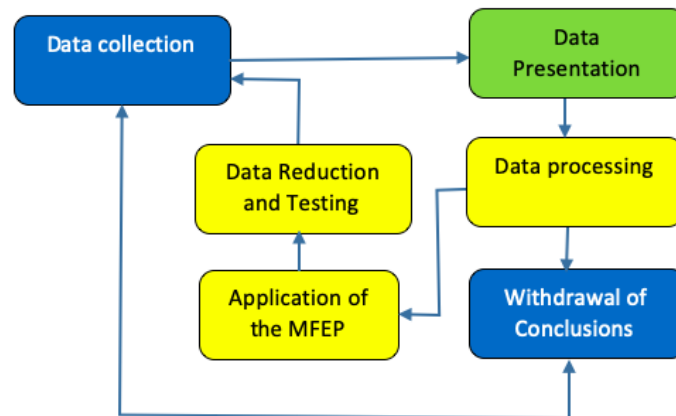 Data collection
Data
Presentation
Data Reduction
and Testing
Data processing
Application of
the MFEP
Withdrawal of
Conclusions